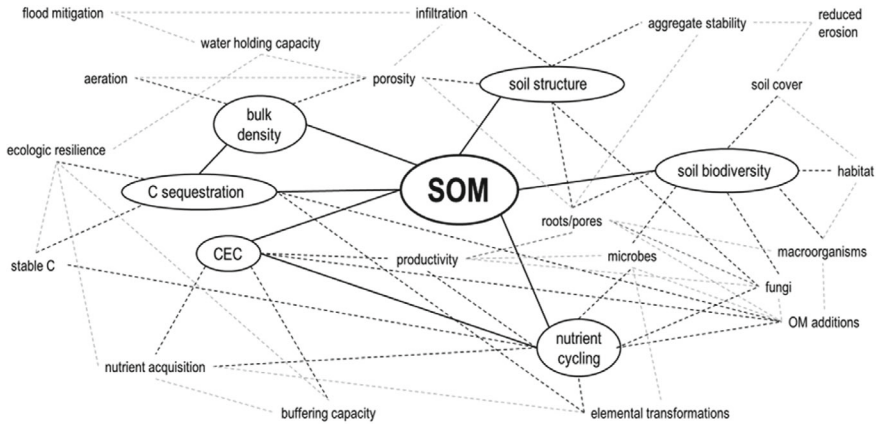 flood mitigation
infiltration
aggregate stability
reduced
erosion
water holding capacity
aeration
porosity
soil structure
soil cover
bulk
density
ecologic resilience
C sequestration
SOM
soil biodiversity
habitat
roots/pores
CEC
productivity
microbes
macroorganisms
stable C
fungi
OM additions
nutrient
cycling
nutrient acquisition
buffering capacity
elemental transformations